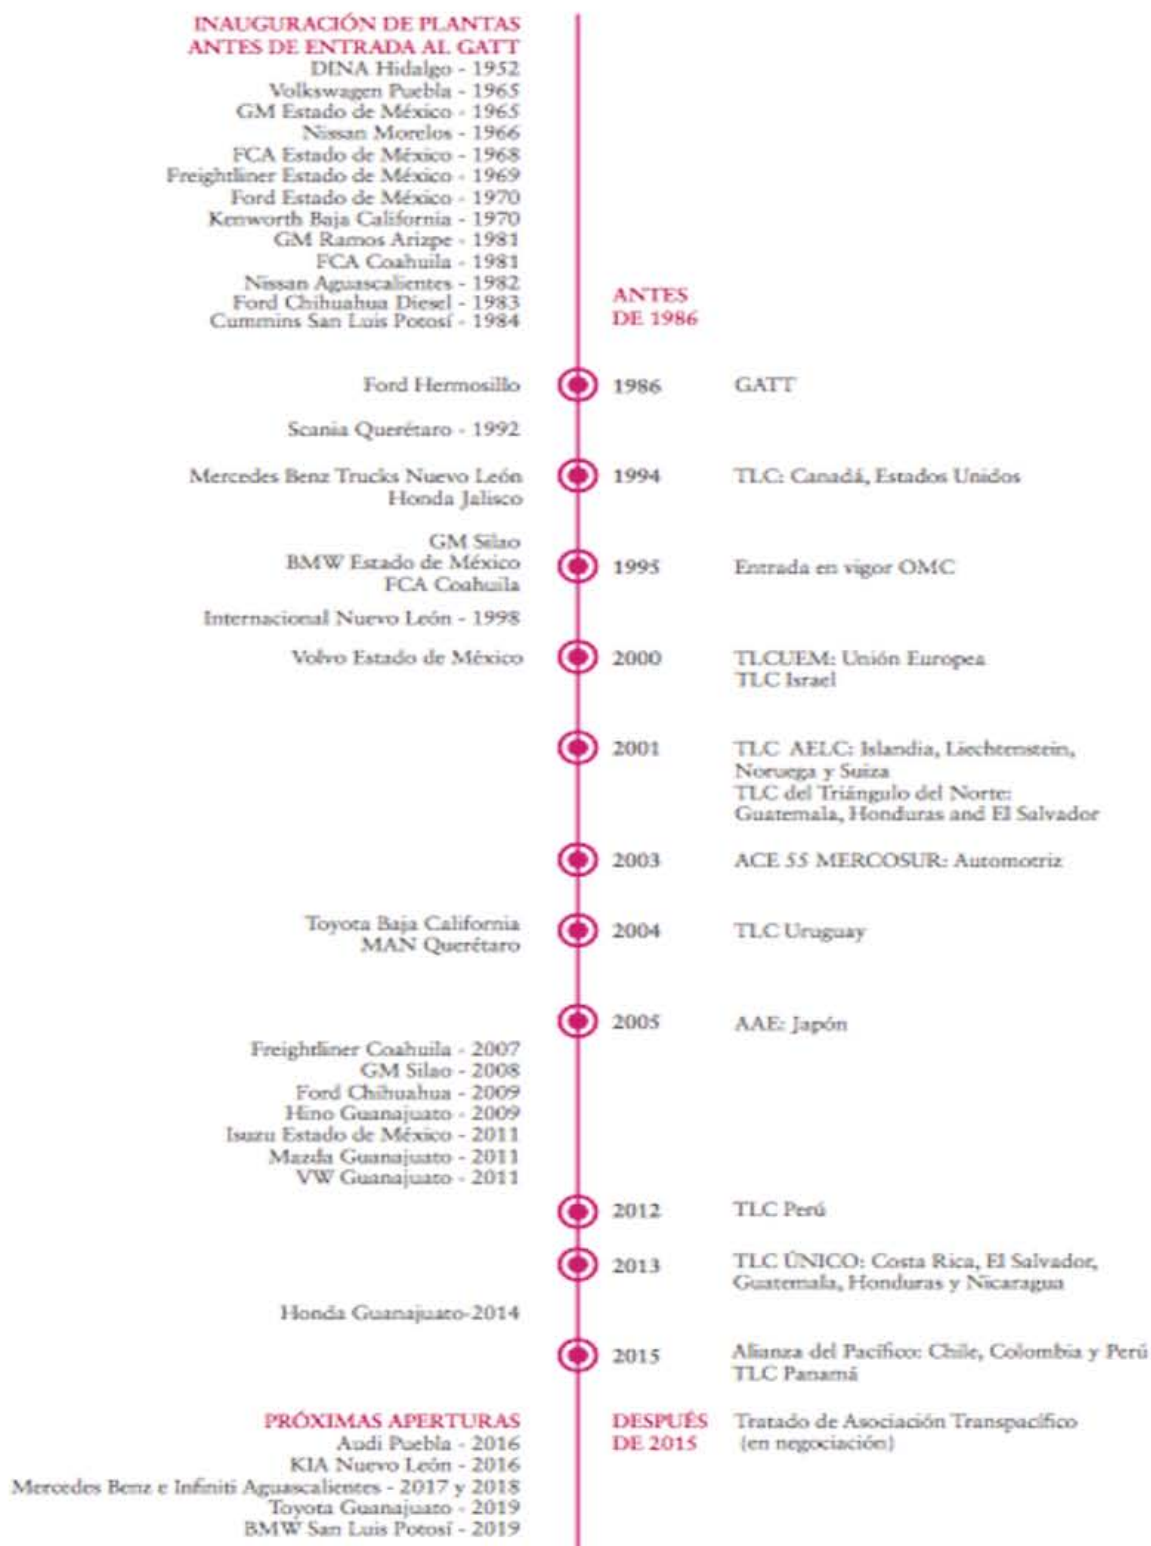 INAUGURACIÓN DE PLANTAS
ANTES DE ENTRADA AL GATT
DINA Hidalgo - 1952
Volkswagen Puebla - 1965
GM Estado de México - 1965
Nissan Morelos - 1966
FCA Estado de México - 1968
Freightliner Estado de México - 1969
Ford Estado de México - 1970
Kenworth Baja California - 1970
GM Ramos Arizpe - 1981
FCA Coahuila - 1981
Nissan Aguascalientes - 1982
Ford Chihuahua Diesel - 1983
Cummins San Luis Potosí - 1984
ANTES
DE 1986
Ford Hermosillo
1986
GATT
Scania Querétaro - 1992
Mercedes Benz Trucks Nuevo León
Honda Jalisco
1994
TLC: Canadá, Estados Unidos
GM Silao
BMW Estado de México
FCA Coahuila
1995
Entrada en vigor OMC
Internacional Nuevo León - 1998
Volvo Estado de México
2000
TLCUEM: Unión Europea
TLC Israel
2001
TLC AELC: Islandia, Liechtenstein,
Noruega y Suiza
TLC del Triángulo del Norte:
Guatemala, Honduras and El Salvador
2003
ACE 55 MERCOSUR: Automotriz
Toyota Baja California
MAN Querétaro
2004
TLC Uruguay
2005
AAE: Japón
Freightliner Coahuila - 2007
GM Silao - 2008
Ford Chihuahua - 2009
Hino Guanajuato - 2009
Isuzu Estado de México - 2011
Mazda Guanajuato - 2011
VW Guanajuato - 2011
2012
TLC Perú
2013
TLC ÚNICO: Costa Rica, El Salvador,
Guatemala, Honduras y Nicaragua
Honda Guanajuato-2014
2015
Alianza del Pacífico: Chile, Colombia y Perú
TLC Panamá
PRÓXIMAS APERTURAS
Audi Puebla - 2016
KIA Nuevo León - 2016
Mercedes Benz e Infiniti Aguascalientes - 2017 y 2018
Toyota Guanajuato - 2019
BMW San Luis Potosí - 2019
DESPUÉS
DE 2015
Tratado de Asociación Transpacífico
(en negociación)